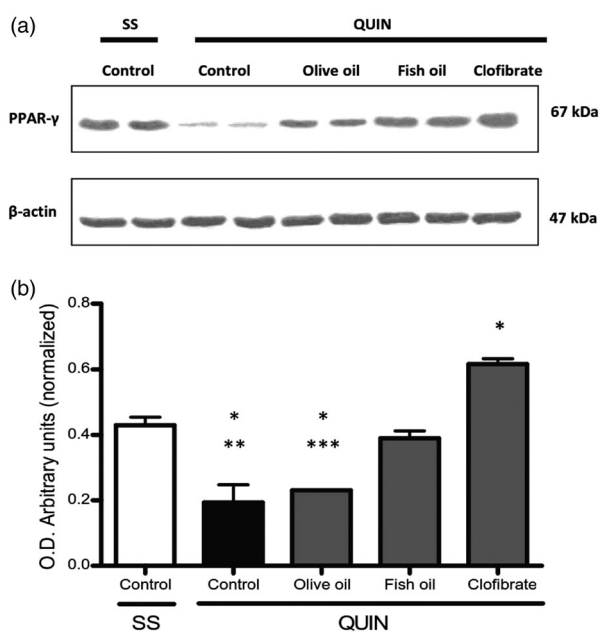 (a)
SS QUIN
Control Control Olive oil Fish oil Clofibrate
PPAR-γ 67 kDa
β-actin 47 kDa
(b)
O.D. Arbitrary units (normalized)
0.8
0.6
0.4
0.2
0.0
* * *
** ***
Control Control Olive oil Fish oil Clofibrate
SS QUIN